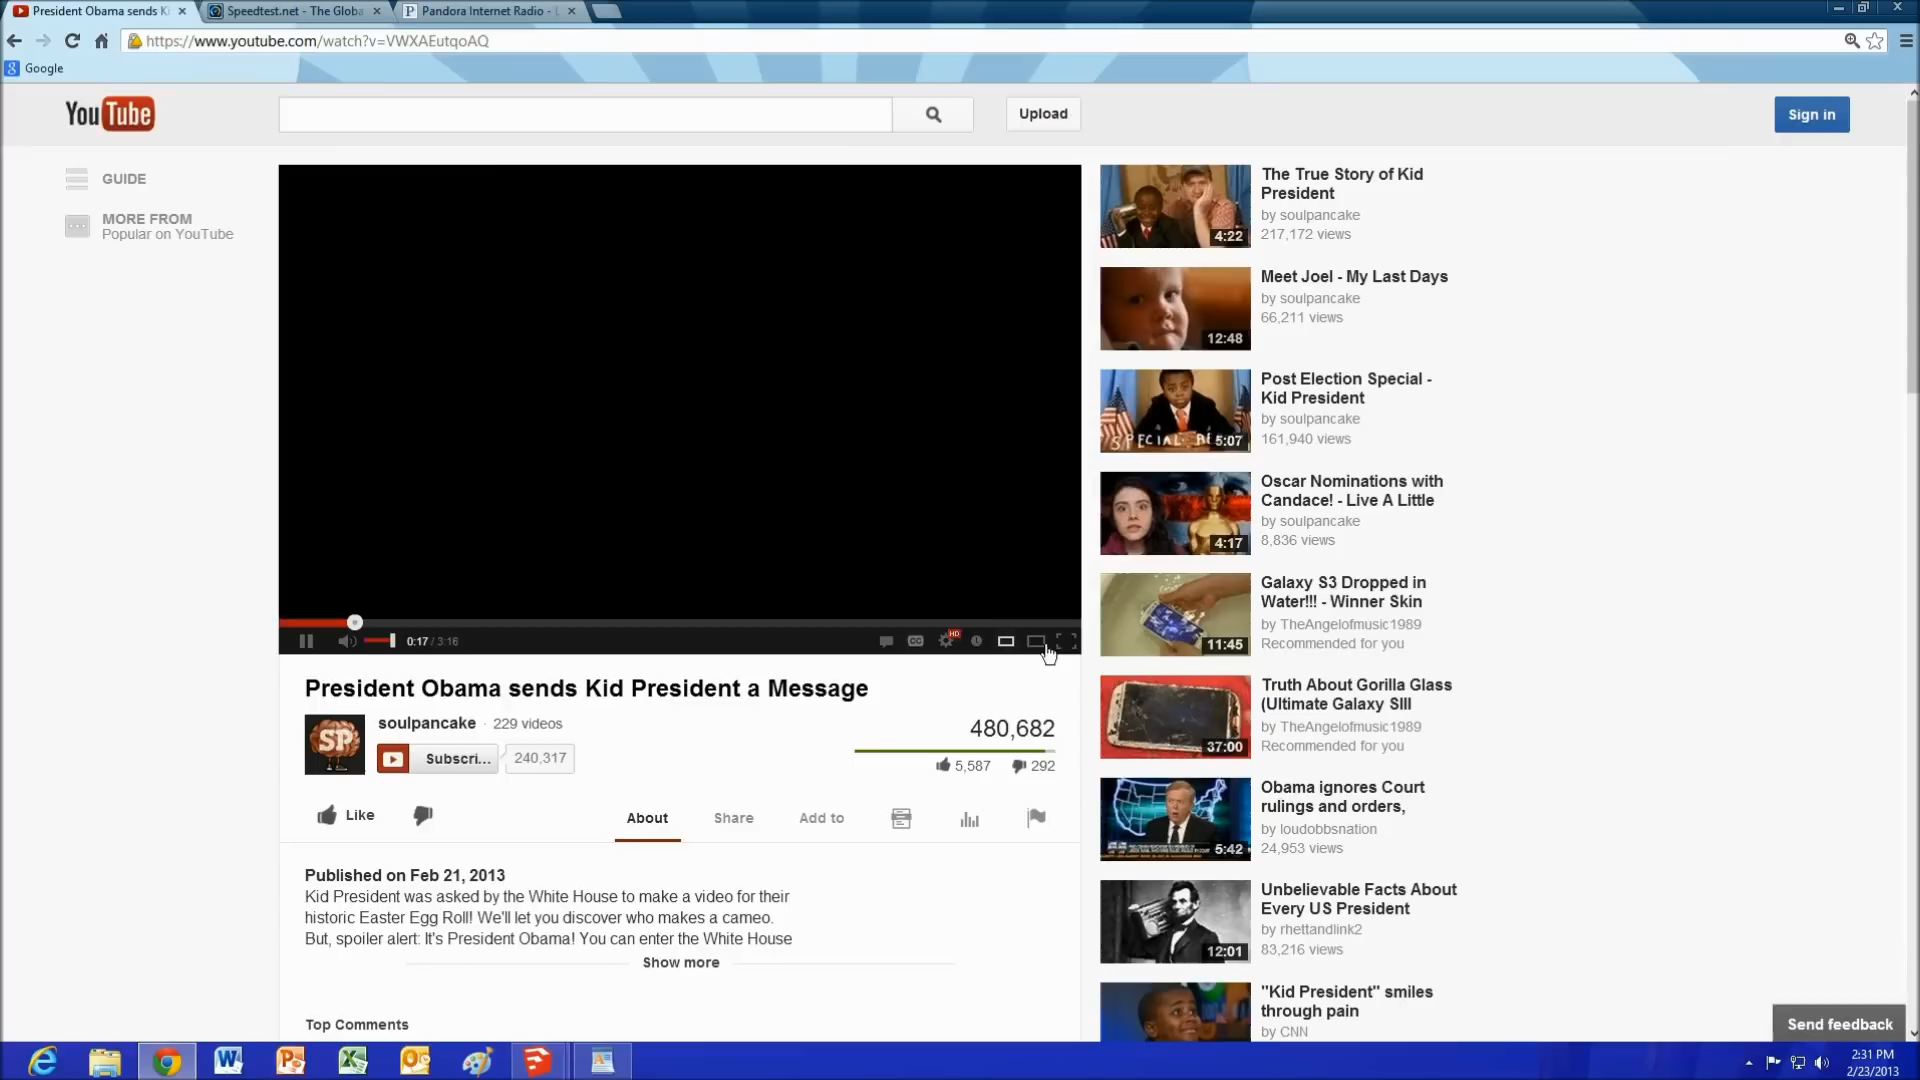 President Obama sends Ki
Speedtest.net - The Globa
Pandora Internet Radio - L
https://www.youtube.com/watch?v=VWXAEutqoAQ
Google
YouTube
Upload
Sign in
GUIDE
MORE FROM
Popular on YouTube
HD
CC
0:17 / 3:16
President Obama sends Kid President a Message
SP
soulpancake · 229 videos
Subscri...
240,317
480,682
5,587
292
Like
About
Share
Add to
Published on Feb 21, 2013
Kid President was asked by the White House to make a video for their
historic Easter Egg Roll! We'll let you discover who makes a cameo.
But, spoiler alert: It's President Obama! You can enter the White House
Show more
Top Comments
4:22
The True Story of Kid
President
by soulpancake
217,172 views
12:48
Meet Joel - My Last Days
by soulpancake
66,211 views
5:07
Post Election Special -
Kid President
by soulpancake
161,940 views
4:17
Oscar Nominations with
Candace! - Live A Little
by soulpancake
8,836 views
11:45
Galaxy S3 Dropped in
Water!!! - Winner Skin
by TheAngelofmusic1989
Recommended for you
37:00
Truth About Gorilla Glass
(Ultimate Galaxy SIII
by TheAngelofmusic1989
Recommended for you
5:42
Obama ignores Court
rulings and orders,
by loudobbsnation
24,953 views
12:01
Unbelievable Facts About
Every US President
by rhettandlink2
83,216 views
"Kid President" smiles
through pain
by CNN
Send feedback
2:31 PM
2/23/2013